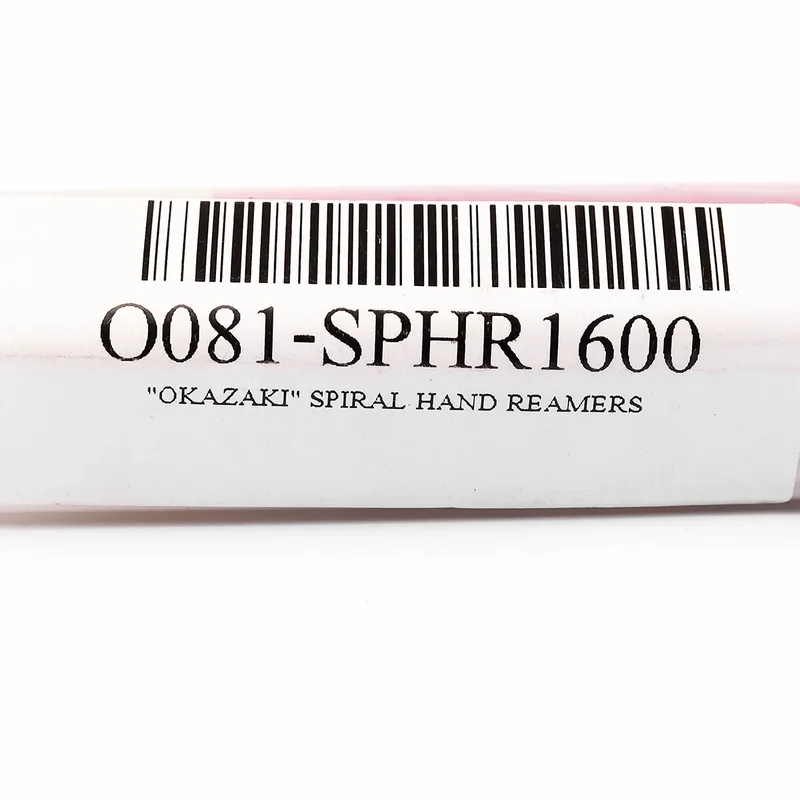 O081-SPHR1600
"OKAZAKI" SPIRAL HAND REAMERS